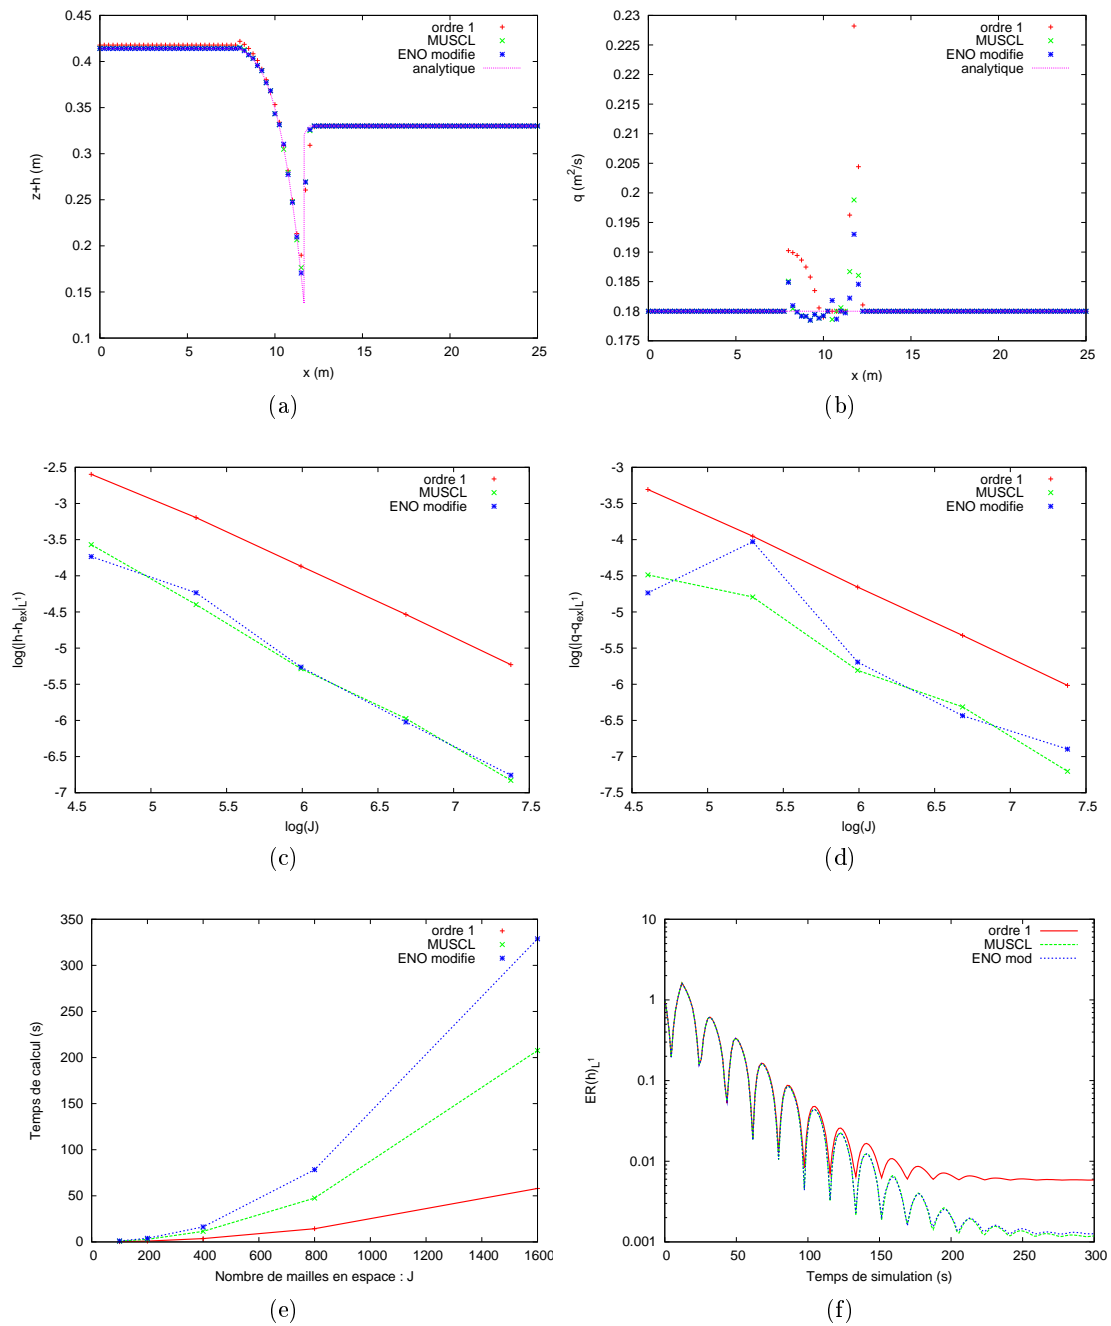 0.45
0.4
0.35
0.3
0.25
0.2
0.15
0.1
0
5
10
15
20
25
z+h (m)
x (m)
ordre 1
MUSCL
ENO modifie
analytique
(a)
0.23
0.225
0.22
0.215
0.21
0.205
0.2
0.195
0.19
0.185
0.18
0.175
0
5
10
15
20
25
q (m²/s)
x (m)
ordre 1
MUSCL
ENO modifie
analytique
(b)
-2.5
-3
-3.5
-4
-4.5
-5
-5.5
-6
-6.5
-7
4.5
5
5.5
6
6.5
7
7.5
log(|h-h_ex|_L¹)
log(J)
ordre 1
MUSCL
ENO modifie
(c)
-3
-3.5
-4
-4.5
-5
-5.5
-6
-6.5
-7
-7.5
4.5
5
5.5
6
6.5
7
7.5
log(|q-q_ex|_L¹)
log(J)
ordre 1
MUSCL
ENO modifie
(d)
350
300
250
200
150
100
50
0
0
200
400
600
800
1000
1200
1400
1600
Temps de calcul (s)
Nombre de mailles en espace : J
ordre 1
MUSCL
ENO modifie
(e)
10
1
0.1
0.01
0.001
0
50
100
150
200
250
300
ER(h)_L¹
Temps de simulation (s)
ordre 1
MUSCL
ENO mod
(f)